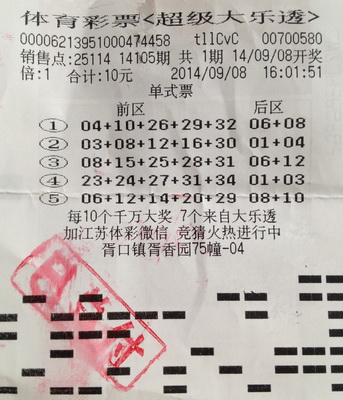 体育彩票<超级大乐透>
00006213951000474458 tllCvC 00700580
销售点:25114 14105期 共 1期 14/09/08开奖
倍:1 合计:10元 2014/09/08 16:01:51
单式票
前区 后区
① 04+10+26+29+32 06+08
② 03+08+12+16+30 01+04
③ 08+15+25+28+31 06+12
④ 23+24+27+31+34 01+03
⑤ 06+12+14+20+29 08+10
每10个千万大奖 7个来自大乐透
加江苏体彩微信 竞猜火热进行中
胥口镇胥香园75幢-04